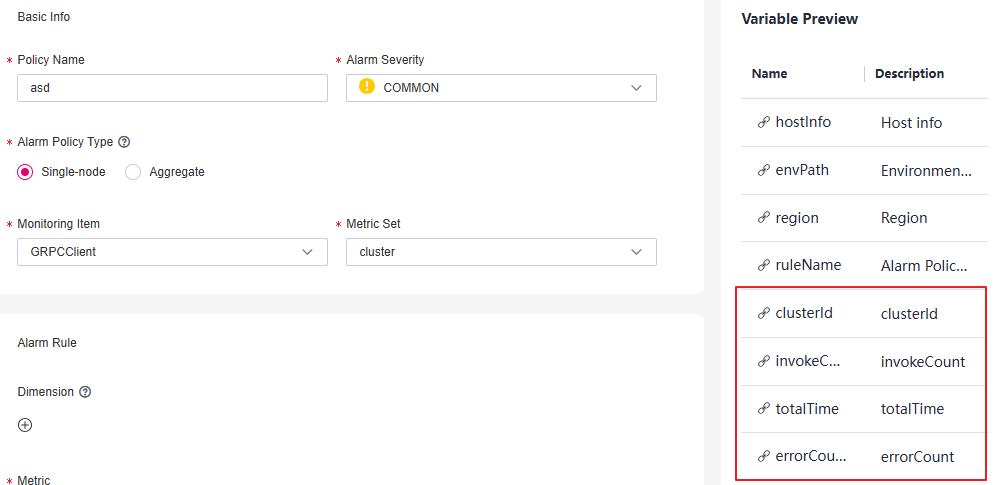 Basic Info
* Policy Name
asd
* Alarm Severity
COMMON
* Alarm Policy Type
Single-node
Aggregate
* Monitoring Item
GRPCClient
* Metric Set
cluster
Alarm Rule
Dimension
* Metric
Variable Preview
Name Description
hostInfo Host info
envPath Environmen...
region Region
ruleName Alarm Polic...
clusterId clusterId
invokeC... invokeCount
totalTime totalTime
errorCou... errorCount